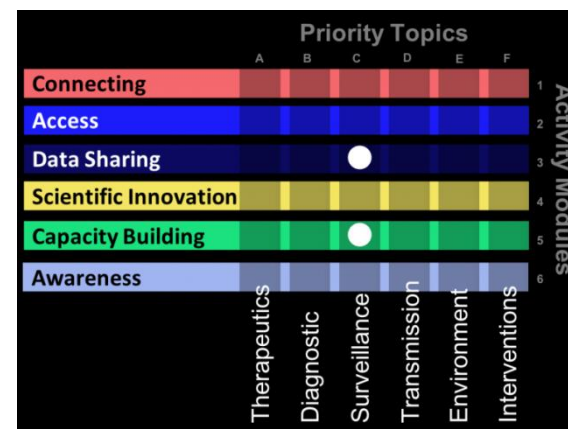 Priority Topics
A B C D E F
Connecting 1
Access 2
Data Sharing 3
Scientific Innovation 4
Capacity Building 5
Awareness 6
Activity Modules
Therapeutics
Diagnostic
Surveillance
Transmission
Environment
Interventions